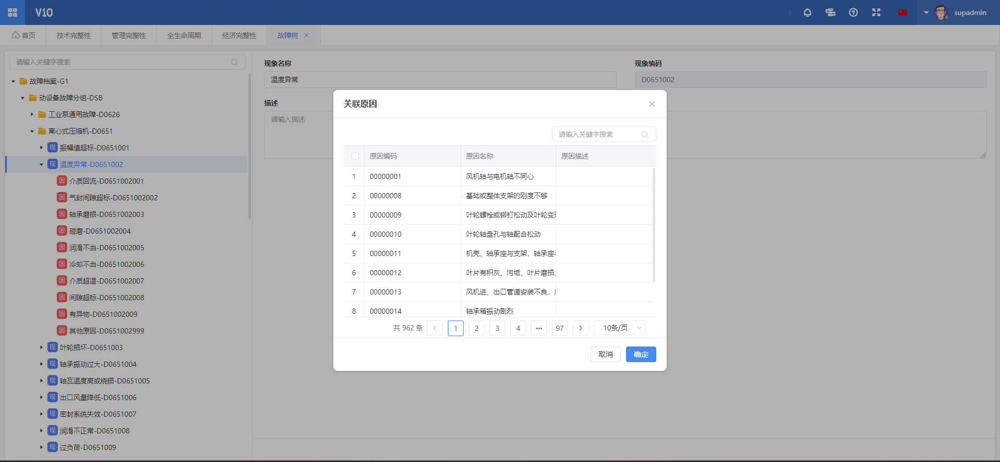 V10
supadmin
首页
技术完整性
管理完整性
全生命周期
经济完整性
故障树
请输入关键字搜索
故障档案-G1
动设备故障分组-DSB
工业泵通用故障-D0626
离心式压缩机-D0651
现 振幅值超标-D0651001
现 温度异常-D0651002
因 介质回流-D0651002001
因 气封间隙超标-D0651002002
因 轴承磨损-D0651002003
因 碰磨-D0651002004
因 润滑不当-D0651002005
因 冷却不当-D0651002006
因 介质超温-D0651002007
因 间隙超标-D0651002008
因 有异物-D0651002009
因 其他原因-D0651002999
现 叶轮损坏-D0651003
现 轴承振动过大-D0651004
现 轴瓦温度高或烧损-D0651005
现 出口风量降低-D0651006
现 密封系统失效-D0651007
现 润滑不正常-D0651008
现 过负荷-D0651009
现象名称
温度异常
现象编码
D0651002
描述
请输入描述
关联原因
请输入关键字搜索
原因编码 原因名称 原因描述
1 00000001 风机轴与电机轴不同心
2 00000008 基础或整体支架的刚度不够
3 00000009 叶轮螺栓或铆钉松动及叶轮变
4 00000010 叶轮轴盘孔与轴配合松动
5 00000011 机壳、轴承座与支架，轴承座
6 00000012 叶片有积灰、污垢、叶片磨损、
7 00000013 风机进、出口管道安装不良，
8 00000014 轴承箱振动剧烈
共 962 条 1 2 3 4 ••• 97 10条/页
取消 确定